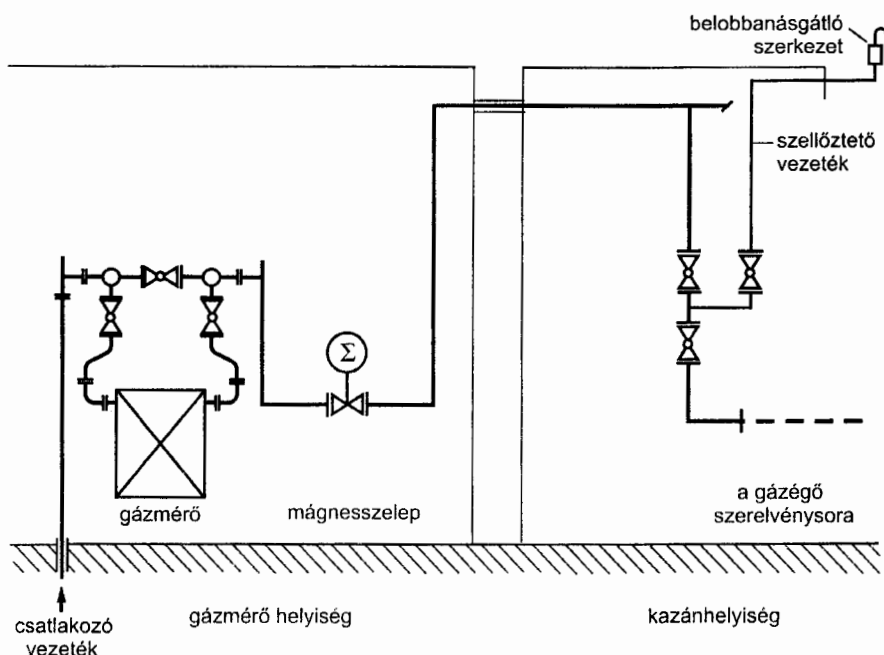 belobbanásgátló
szerkezet
szellőztető
vezeték
Σ
gázmérő
mágnesszelep
a gázégő
szerelvénysora
gázmérő helyiség
kazánhelyiség
csatlakozó
vezeték